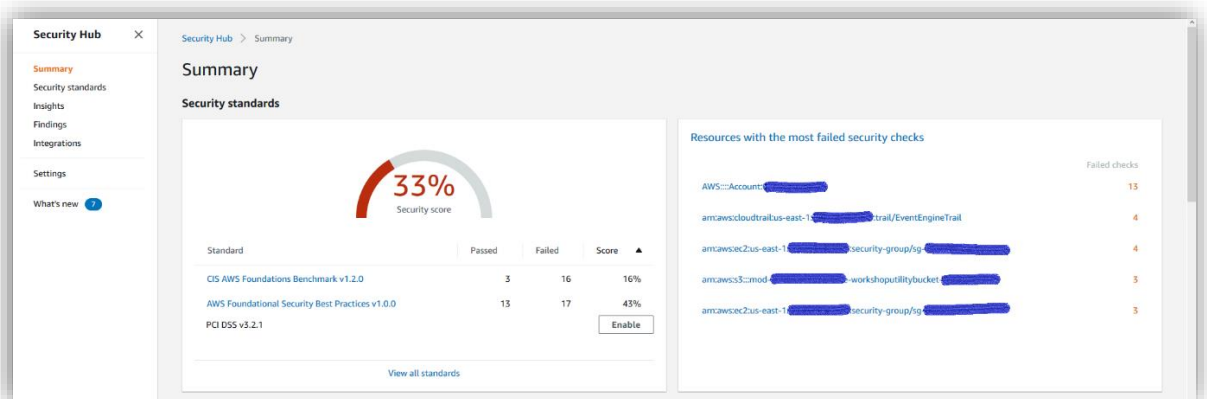 Security Hub ×
Summary
Security standards
Insights
Findings
Integrations
Settings
What's new 7
Security Hub > Summary
Summary
Security standards
33%
Security score
Standard Passed Failed Score ▲
CIS AWS Foundations Benchmark v1.2.0 3 16 16%
AWS Foundational Security Best Practices v1.0.0 13 17 43%
PCI DSS v3.2.1 Enable
View all standards
Resources with the most failed security checks
Failed checks
AWS::::Account: 13
arn:aws:cloudtrail:us-east-1: :trail/EventEngineTrail 4
arn:aws:ec2:us-east-1: :security-group/sg- 4
arn:aws:s3:::mod- -workshoputilitybucket- 3
arn:aws:ec2:us-east-1: :security-group/sg- 3